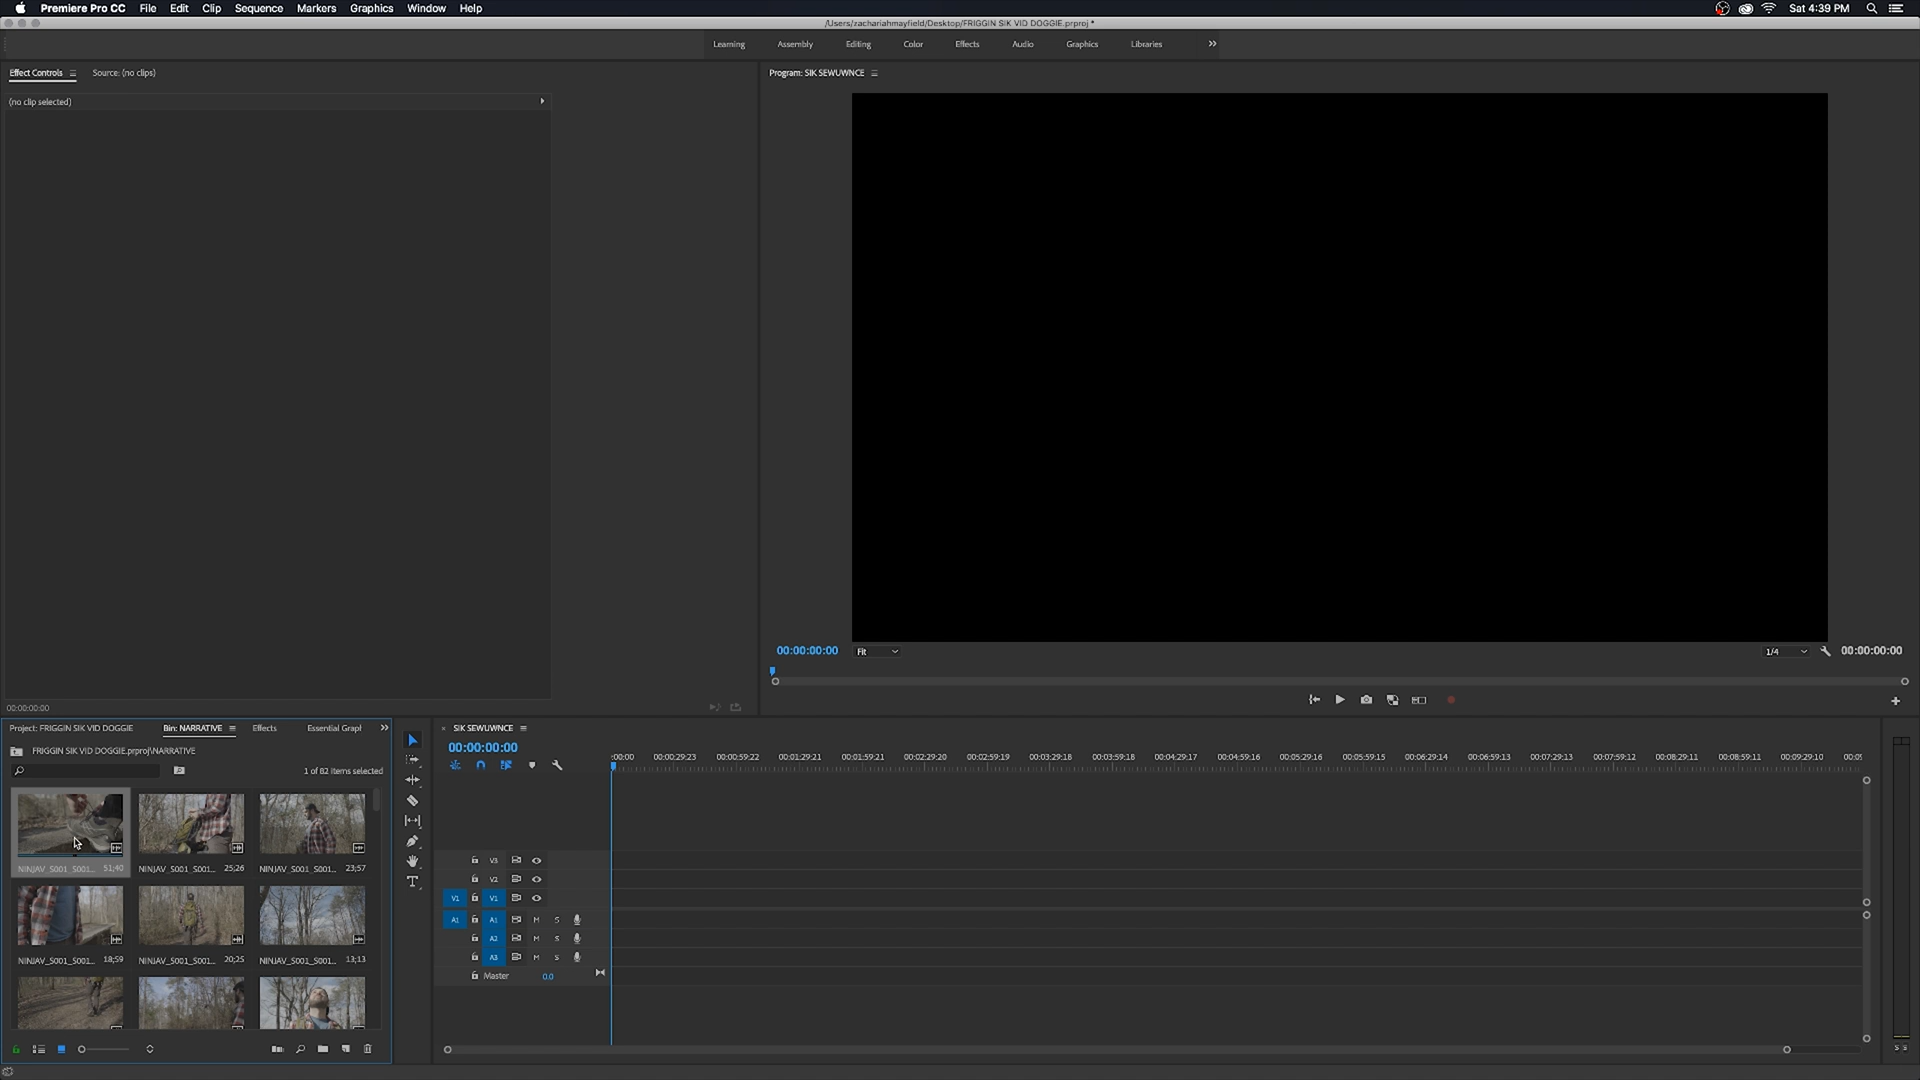 Premiere Pro CC File Edit Clip Sequence Markers Graphics Window Help
Sat 4:39 PM
/Users/zachariahmayfield/Desktop/FRIGGIN SIK VID DOGGIE.prproj *
Learning Assembly Editing Color Effects Audio Graphics Libraries
Effect Controls Source: (no clips)
Program: SIK SEWUWNCE
(no clip selected)
00:00:00:00 Fit 1/4 00:00:00:00
00:00:00:00
Project: FRIGGIN SIK VID DOGGIE Bin: NARRATIVE Effects Essential Graph
FRIGGIN SIK VID DOGGIE.prproj\NARRATIVE
1 of 82 items selected
NINJAV_S001_S001... 51;40 NINJAV_S001_S001... 25;26 NINJAV_S001_S001... 23;57
NINJAV_S001_S001... 18;59 NINJAV_S001_S001... 20;25 NINJAV_S001_S001... 13;13
× SIK SEWUWNCE
00:00:00:00
:00:00 00:00:29:23 00:00:59:22 00:01:29:21 00:01:59:21 00:02:29:20 00:02:59:19 00:03:29:18 00:03:59:18 00:04:29:17 00:04:59:16 00:05:29:16 00:05:59:15 00:06:29:14 00:06:59:13 00:07:29:13 00:07:59:12 00:08:29:11 00:08:59:11 00:09:29:10
V3
V2
V1 V1
A1 A1 M S
A2 M S
A3 M S
Master 0.0
S S